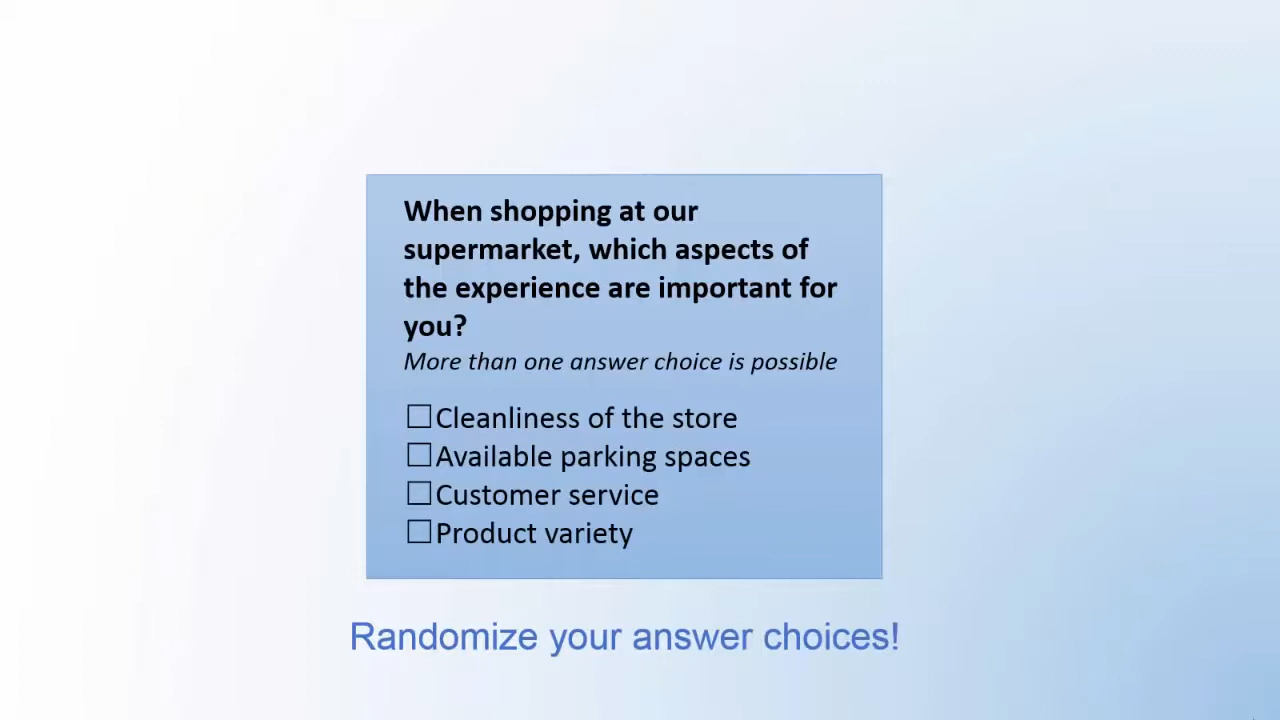 When shopping at our
supermarket, which aspects of
the experience are important for
you?
More than one answer choice is possible
☐Cleanliness of the store
☐Available parking spaces
☐Customer service
☐Product variety
Randomize your answer choices!